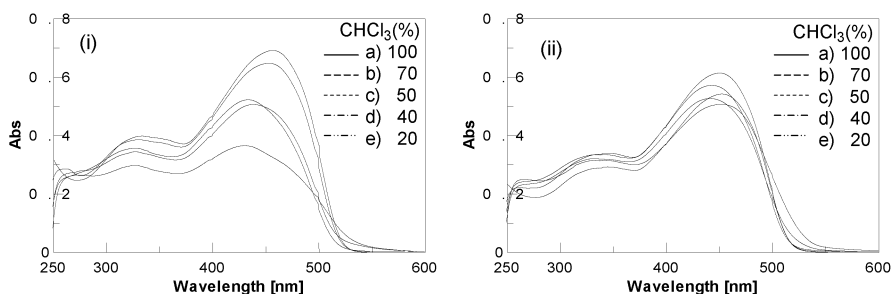 (i)
CHCl3(%)
a) 100
b) 70
c) 50
d) 40
e) 20
Abs
0.8
0.6
0.4
0.2
0
250 300 400 500 600
Wavelength [nm]
(ii)
CHCl3(%)
a) 100
b) 70
c) 50
d) 40
e) 20
Abs
0.8
0.6
0.4
0.2
0
250 300 400 500 600
Wavelength [nm]